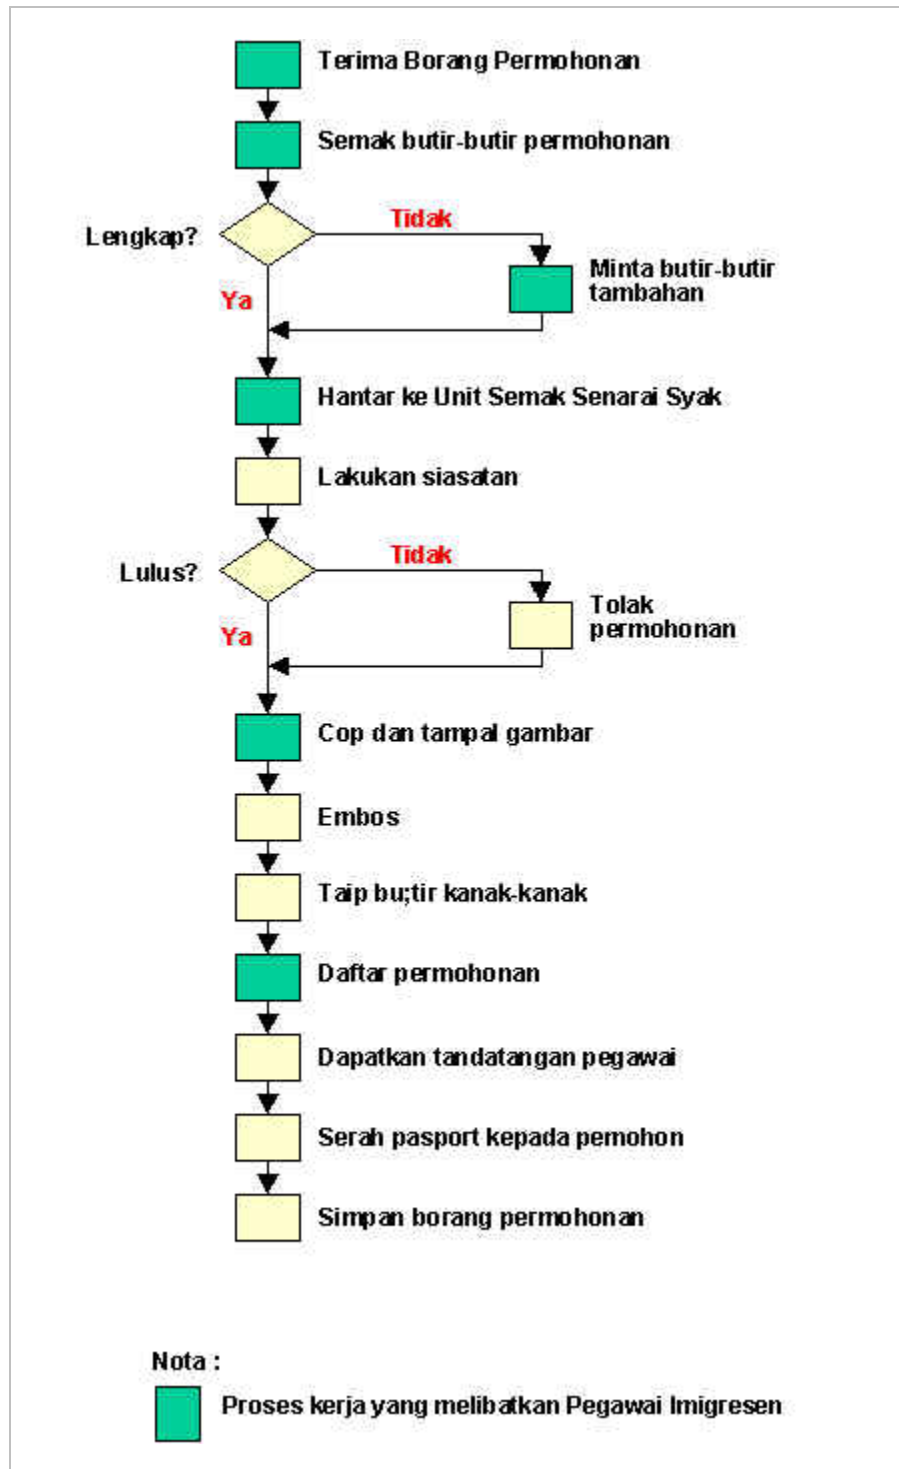 Terima Borang Permohonan
Semak butir-butir permohonan
Lengkap?
Tidak
Minta butir-butir
tambahan
Ya
Hantar ke Unit Semak Senarai Syak
Lakukan siasatan
Lulus?
Tidak
Tolak
permohonan
Ya
Cop dan tampal gambar
Embos
Taip bu;tir kanak-kanak
Daftar permohonan
Dapatkan tandatangan pegawai
Serah pasport kepada pemohon
Simpan borang permohonan
Nota :
Proses kerja yang melibatkan Pegawai Imigresen